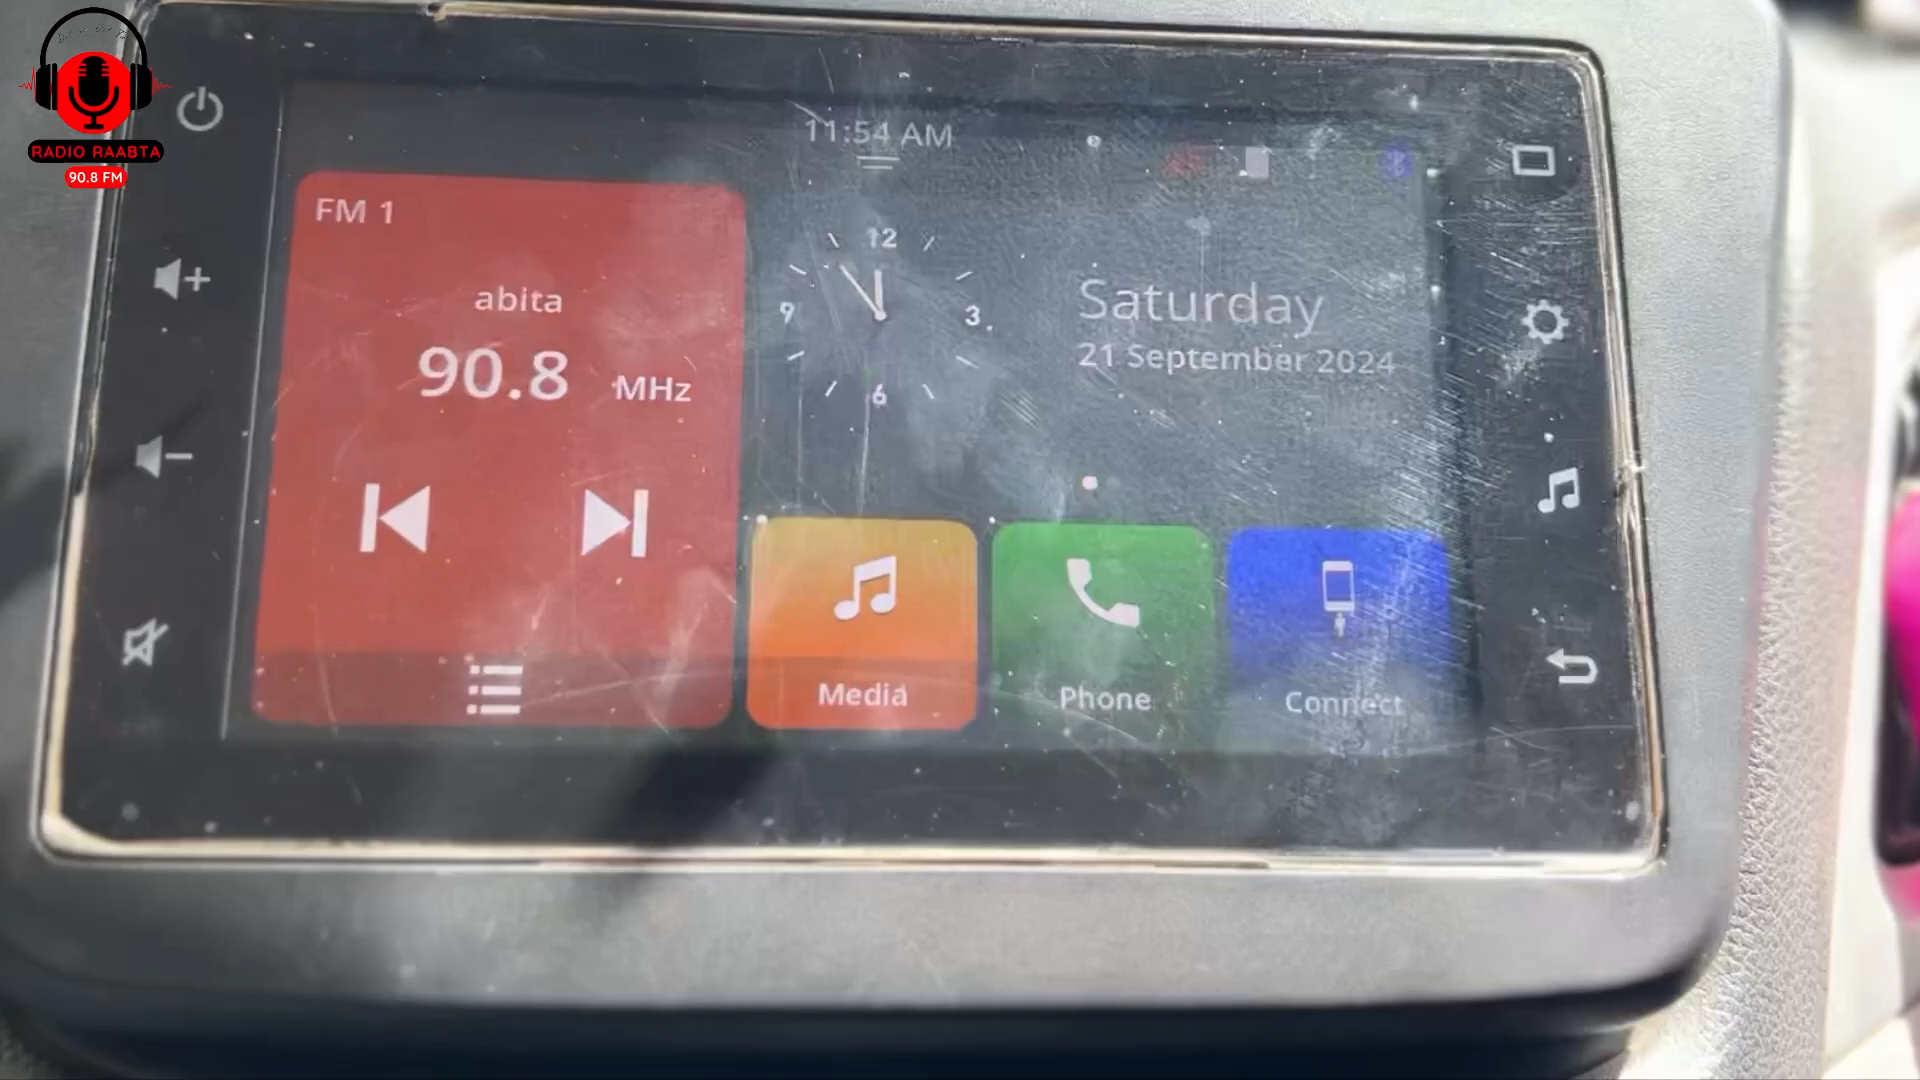 RADIO RAABTA
90.8 FM
11:54 AM
FM 1
abita
90.8 MHz
12
9
3
6
Saturday
21 September 2024
Media
Phone
Connect